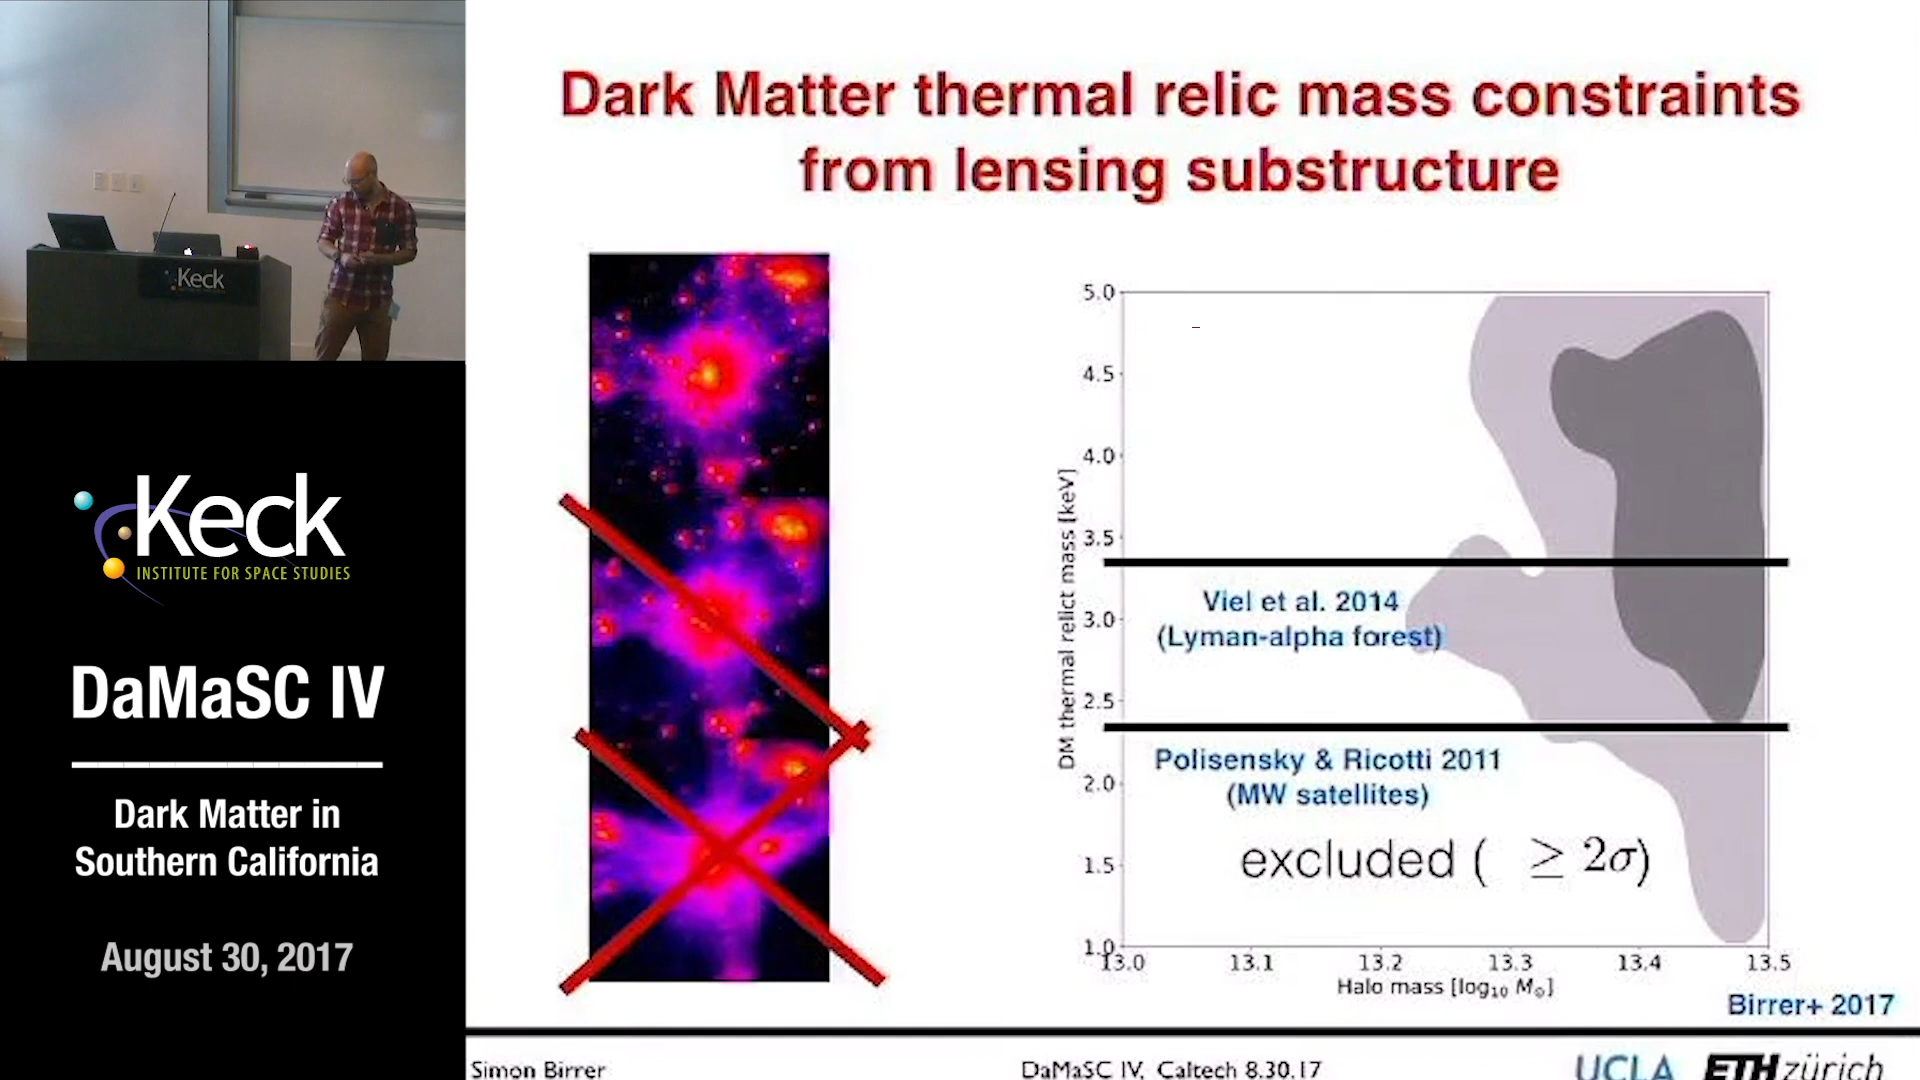 Keck
Keck
INSTITUTE FOR SPACE STUDIES
DaMaSC IV
Dark Matter in
Southern California
August 30, 2017
Dark Matter thermal relic mass constraints
from lensing substructure
DM thermal relict mass [keV]
5.0
4.5
4.0
3.5
3.0
2.5
2.0
1.5
1.0
Viel et al. 2014
(Lyman-alpha forest)
Polisensky & Ricotti 2011
(MW satellites)
excluded ( ≥ 2σ)
13.0 13.1 13.2 13.3 13.4 13.5
Halo mass [log₁₀ M⊙]
Birrer+ 2017
Simon Birrer DaMaSC IV, Caltech 8.30.17 UCLA ETH zürich